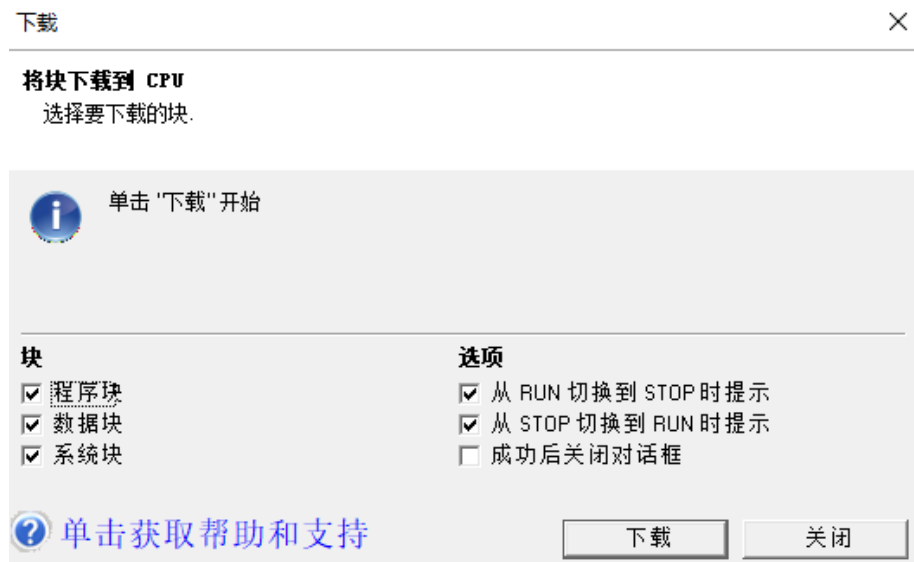 下载
将块下载到 CPU
选择要下载的块.
单击 "下载" 开始
块
选项
程序块
从 RUN 切换到 STOP 时提示
数据块
从 STOP 切换到 RUN 时提示
系统块
成功后关闭对话框
单击获取帮助和支持
下载
关闭